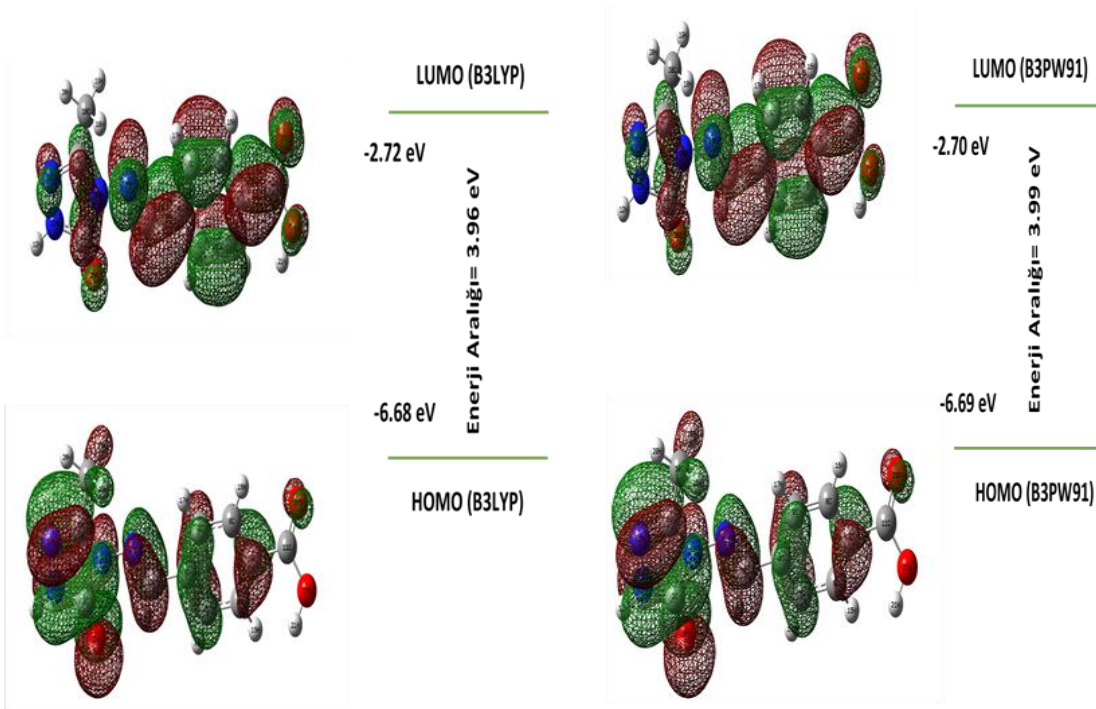 LUMO (B3LYP)
-2.72 eV
Enerji Aralığı= 3.96 eV
-6.68 eV
HOMO (B3LYP)
LUMO (B3PW91)
-2.70 eV
Enerji Aralığı= 3.99 eV
-6.69 eV
HOMO (B3PW91)